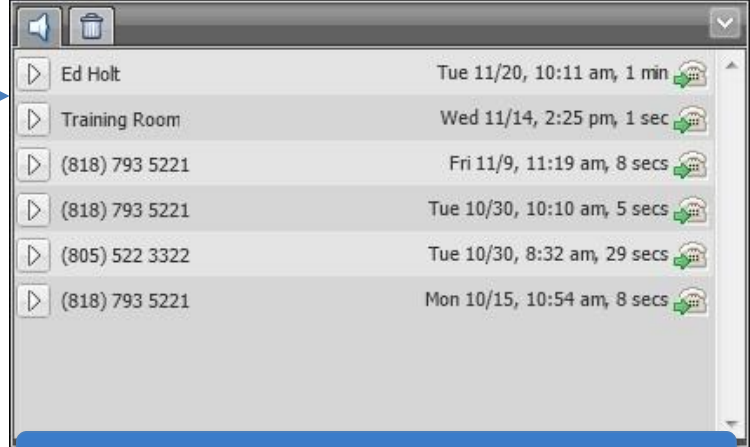 Ed Holt Tue 11/20, 10:11 am, 1 min
Training Room Wed 11/14, 2:25 pm, 1 sec
(818) 793 5221 Fri 11/9, 11:19 am, 8 secs
(818) 793 5221 Tue 10/30, 10:10 am, 5 secs
(805) 522 3322 Tue 10/30, 8:32 am, 29 secs
(818) 793 5221 Mon 10/15, 10:54 am, 8 secs